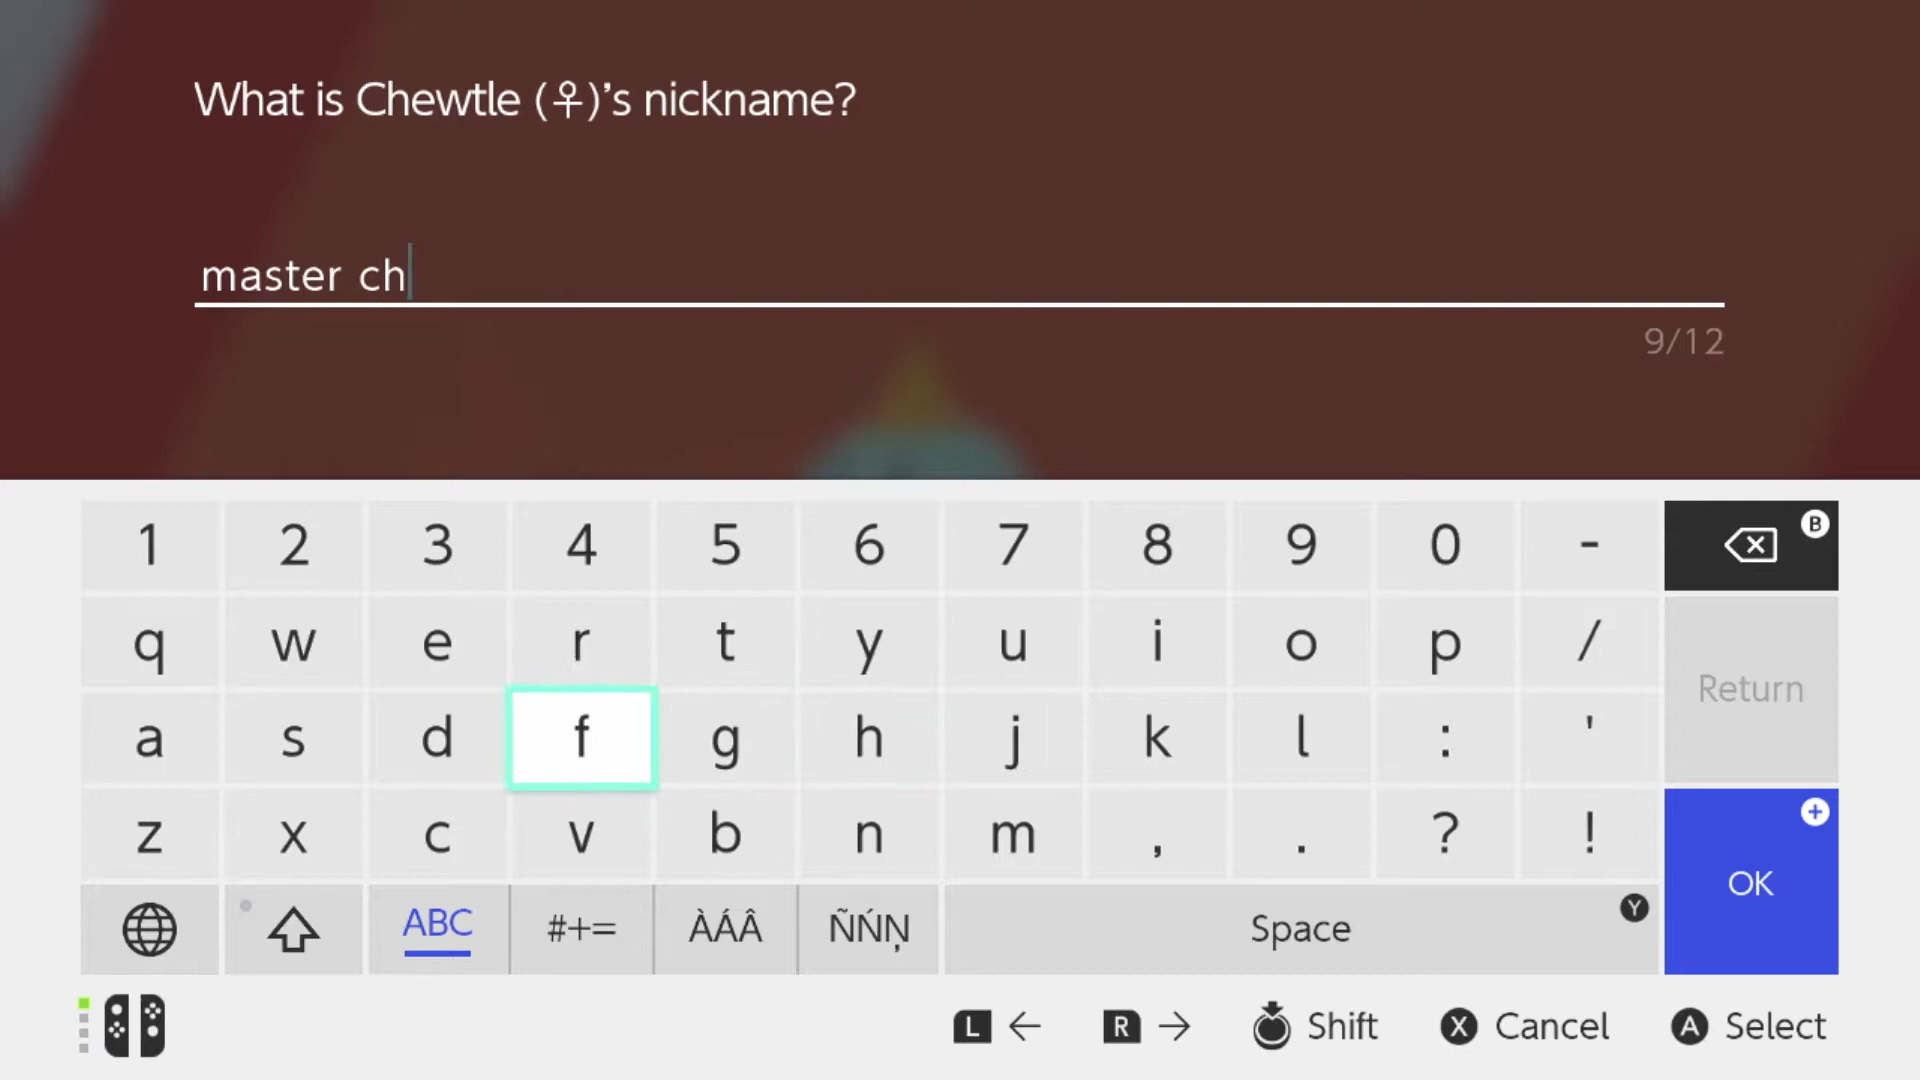 What is Chewtle (♀)'s nickname?
master ch
9/12
1 2 3 4 5 6 7 8 9 0 - B
q w e r t y u i o p /
Return
a s d f g h j k l : '
z x c v b n m , . ? ! +
OK
ABC #+= ÀÁÂ ÑŃŅ Space Y
L ← R → Shift X Cancel A Select